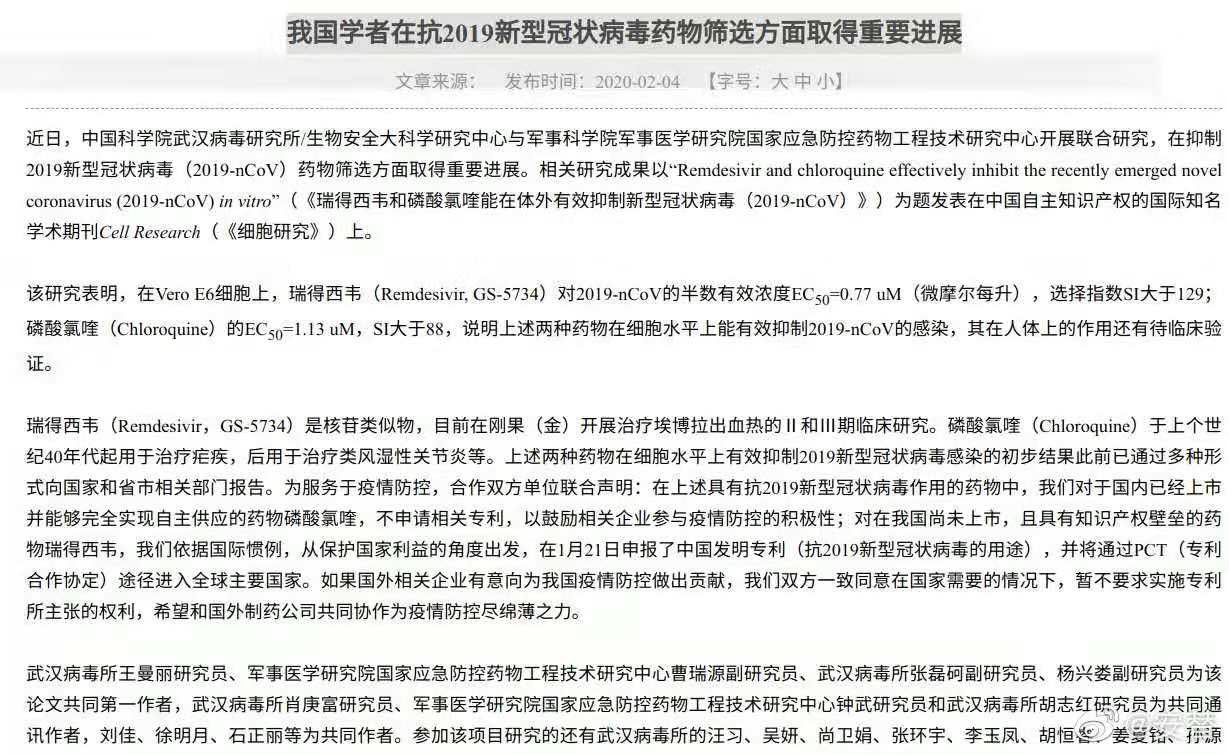 我国学者在抗2019新型冠状病毒药物筛选方面取得重要进展
文章来源： 发布时间：2020-02-04 【字号：大 中 小】
近日，中国科学院武汉病毒研究所/生物安全大科学研究中心与军事科学院军事医学研究院国家应急防控药物工程技术研究中心开展联合研究，在抑制
2019新型冠状病毒（2019-nCoV）药物筛选方面取得重要进展。相关研究成果以“Remdesivir and chloroquine effectively inhibit the recently emerged novel
coronavirus (2019-nCoV) in vitro”（《瑞得西韦和磷酸氯喹能在体外有效抑制新型冠状病毒（2019-nCoV）》）为题发表在中国自主知识产权的国际知名
学术期刊Cell Research（《细胞研究》）上。
该研究表明，在Vero E6细胞上，瑞得西韦（Remdesivir, GS-5734）对2019-nCoV的半数有效浓度EC50=0.77 uM（微摩尔每升），选择指数SI大于129；
磷酸氯喹（Chloroquine）的EC50=1.13 uM，SI大于88，说明上述两种药物在细胞水平上能有效抑制2019-nCoV的感染，其在人体上的作用还有待临床验
证。
瑞得西韦（Remdesivir，GS-5734）是核苷类似物，目前在刚果（金）开展治疗埃博拉出血热的Ⅱ和Ⅲ期临床研究。磷酸氯喹（Chloroquine）于上个世
纪40年代起用于治疗疟疾，后用于治疗类风湿性关节炎等。上述两种药物在细胞水平上有效抑制2019新型冠状病毒感染的初步结果此前已通过多种形
式向国家和省市相关部门报告。为服务于疫情防控，合作双方单位联合声明：在上述具有抗2019新型冠状病毒作用的药物中，我们对于国内已经上市
并能够完全实现自主供应的药物磷酸氯喹，不申请相关专利，以鼓励相关企业参与疫情防控的积极性；对在我国尚未上市，且具有知识产权壁垒的药
物瑞得西韦，我们依据国际惯例，从保护国家利益的角度出发，在1月21日申报了中国发明专利（抗2019新型冠状病毒的用途），并将通过PCT（专利
合作协定）途径进入全球主要国家。如果国外相关企业有意向为我国疫情防控做出贡献，我们双方一致同意在国家需要的情况下，暂不要求实施专利
所主张的权利，希望和国外制药公司共同协作为疫情防控尽绵薄之力。
武汉病毒所王曼丽研究员、军事医学研究院国家应急防控药物工程技术研究中心曹瑞源副研究员、武汉病毒所张磊砢副研究员、杨兴娄副研究员为该
论文共同第一作者，武汉病毒所肖庚富研究员、军事医学研究院国家应急防控药物工程技术研究中心钟武研究员和武汉病毒所胡志红研究员为共同通
讯作者，刘佳、徐明月、石正丽等为共同作者。参加该项目研究的还有武汉病毒所的汪习、吴妍、尚卫娟、张环宇、李玉凤、胡恒